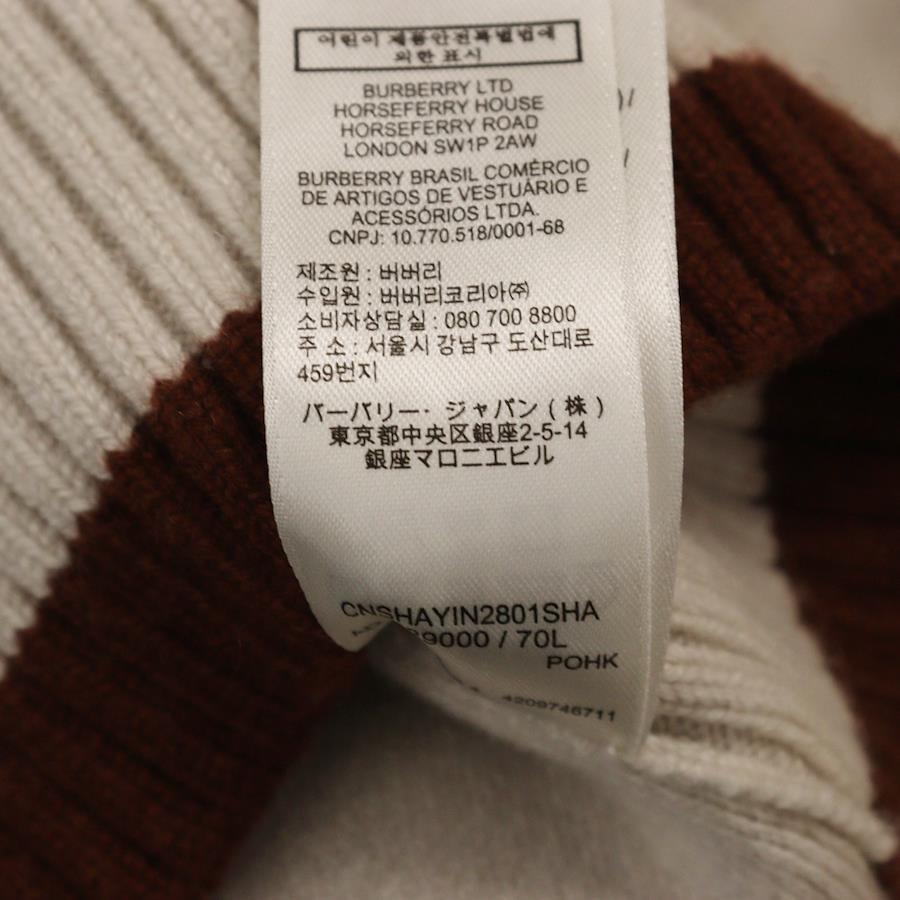 어린이 제품안전특별법에
의한 표시
BURBERRY LTD
HORSEFERRY HOUSE
HORSEFERRY ROAD
LONDON SW1P 2AW
BURBERRY BRASIL COMÉRCIO
DE ARTIGOS DE VESTUÁRIO E
ACESSÓRIOS LTDA.
CNPJ: 10.770.518/0001-68
제조원 : 버버리
수입원 : 버버리코리아㈜
소비자상담실 : 080 700 8800
주 소 : 서울시 강남구 도산대로
459번지
バーバリー・ジャパン ( 株 )
東京都中央区銀座2-5-14
銀座マロニエビル
CNSHAYIN2801SHA
/ 70L
POHK
4209746711